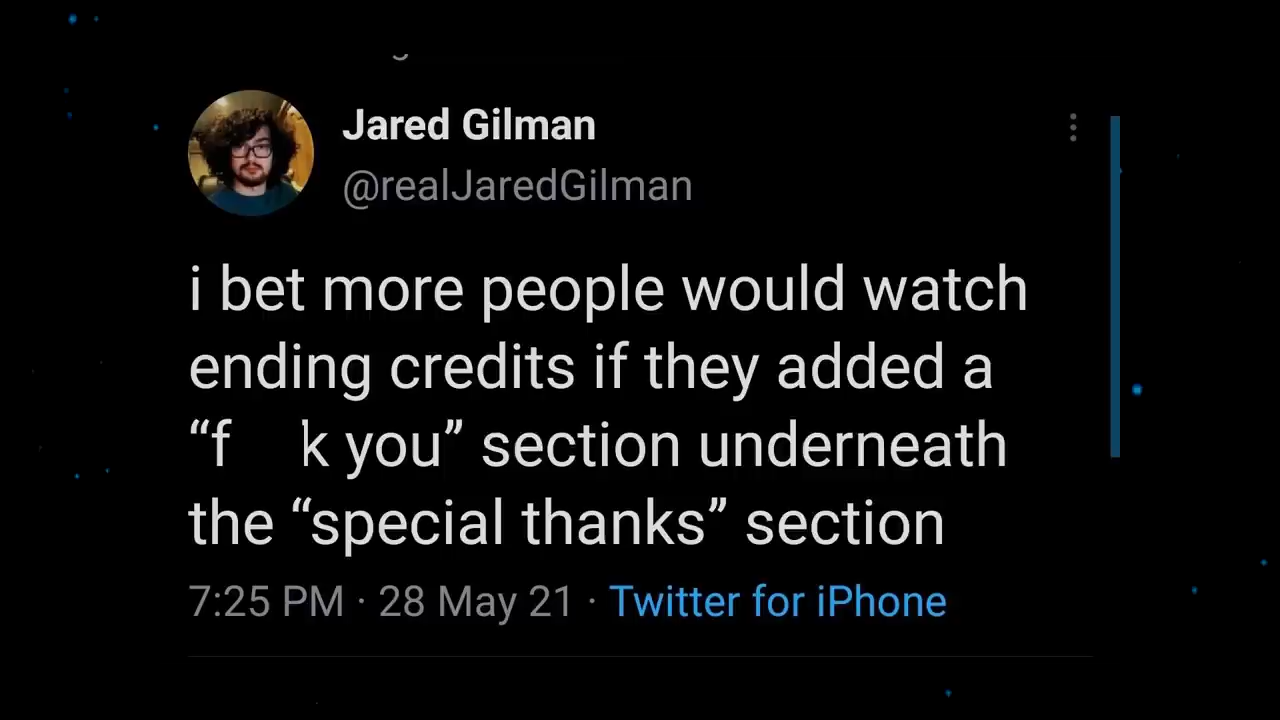 Jared Gilman
@realJaredGilman
i bet more people would watch
ending credits if they added a
“f k you” section underneath
the “special thanks” section
7:25 PM · 28 May 21 · Twitter for iPhone